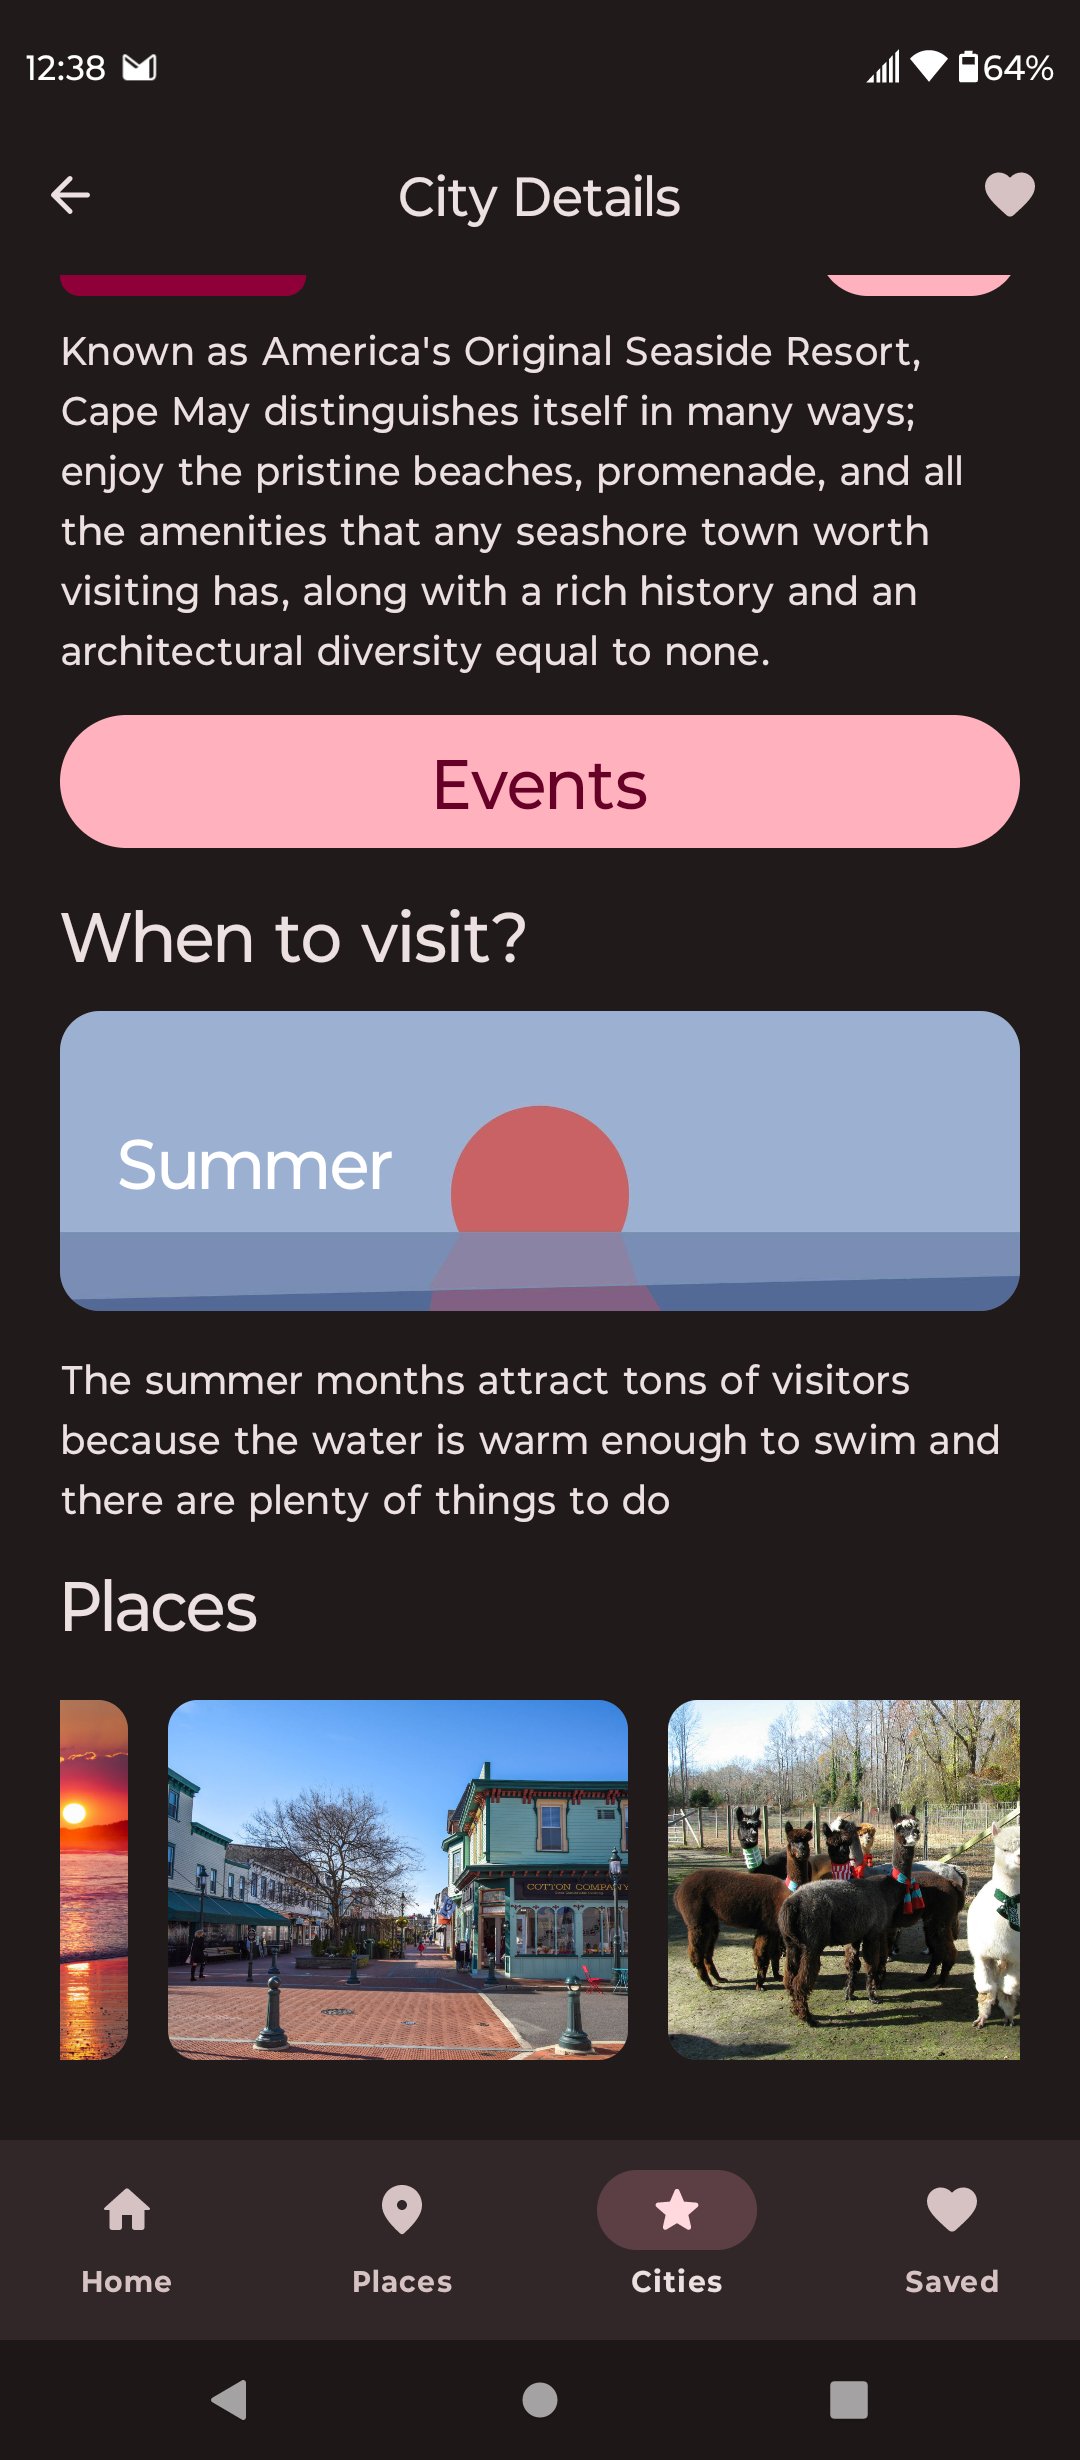 12:38
64%
City Details
Known as America's Original Seaside Resort,
Cape May distinguishes itself in many ways;
enjoy the pristine beaches, promenade, and all
the amenities that any seashore town worth
visiting has, along with a rich history and an
architectural diversity equal to none.
Events
When to visit?
Summer
The summer months attract tons of visitors
because the water is warm enough to swim and
there are plenty of things to do
Places
COTTON COMPANY
Home
Places
Cities
Saved